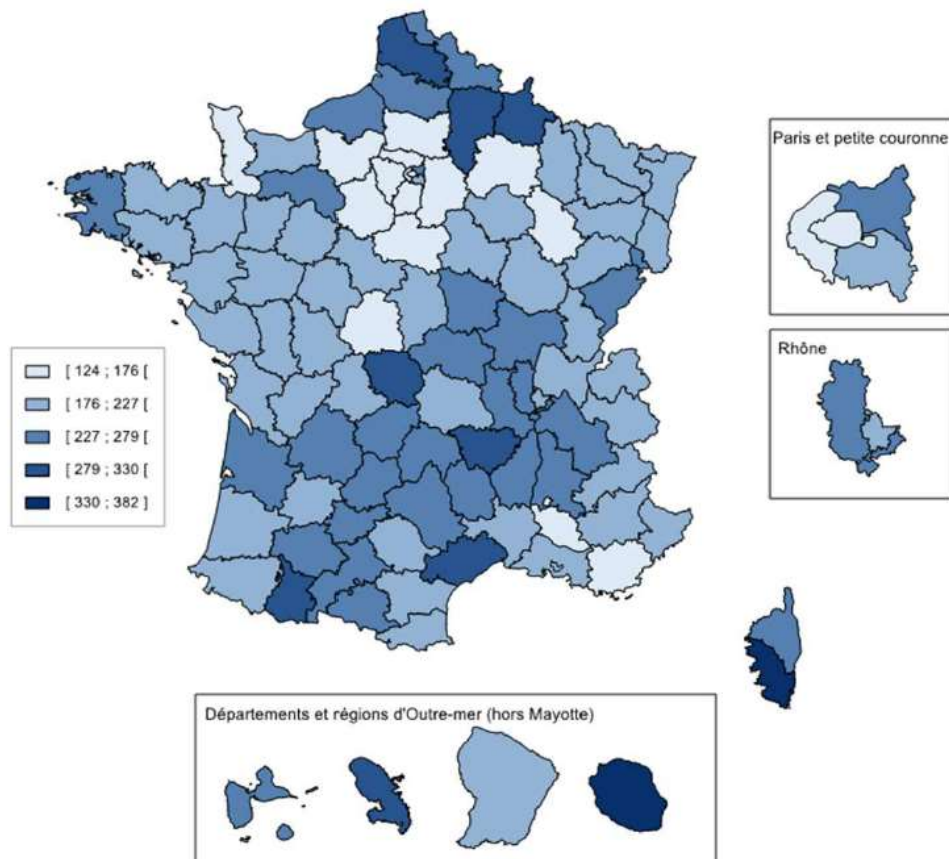 Paris et petite couronne
Rhône
[ 124 ; 176 [
[ 176 ; 227 [
[ 227 ; 279 [
[ 279 ; 330 [
[ 330 ; 382 ]
Départements et régions d'Outre-mer (hors Mayotte)